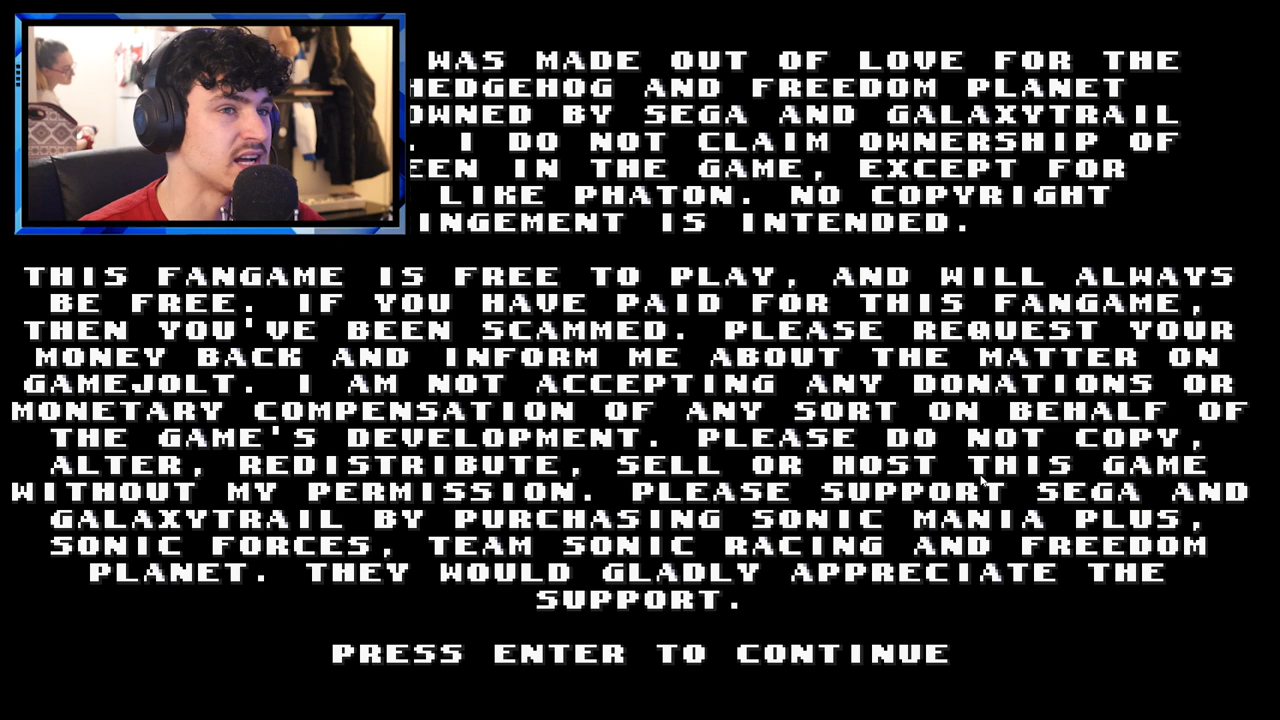 WAS MADE OUT OF LOVE FOR THE
HEDGEHOG AND FREEDOM PLANET
OWNED BY SEGA AND GALAXYTRAIL
. I DO NOT CLAIM OWNERSHIP OF
EEN IN THE GAME, EXCEPT FOR
LIKE PHATON. NO COPYRIGHT
INGEMENT IS INTENDED.
THIS FANGAME IS FREE TO PLAY, AND WILL ALWAYS
BE FREE. IF YOU HAVE PAID FOR THIS FANGAME,
THEN YOU'VE BEEN SCAMMED. PLEASE REQUEST YOUR
MONEY BACK AND INFORM ME ABOUT THE MATTER ON
GAMEJOLT. I AM NOT ACCEPTING ANY DONATIONS OR
MONETARY COMPENSATION OF ANY SORT ON BEHALF OF
THE GAME'S DEVELOPMENT. PLEASE DO NOT COPY,
ALTER, REDISTRIBUTE, SELL OR HOST THIS GAME
WITHOUT MY PERMISSION. PLEASE SUPPORT SEGA AND
GALAXYTRAIL BY PURCHASING SONIC MANIA PLUS,
SONIC FORCES, TEAM SONIC RACING AND FREEDOM
PLANET. THEY WOULD GLADLY APPRECIATE THE
SUPPORT.
PRESS ENTER TO CONTINUE